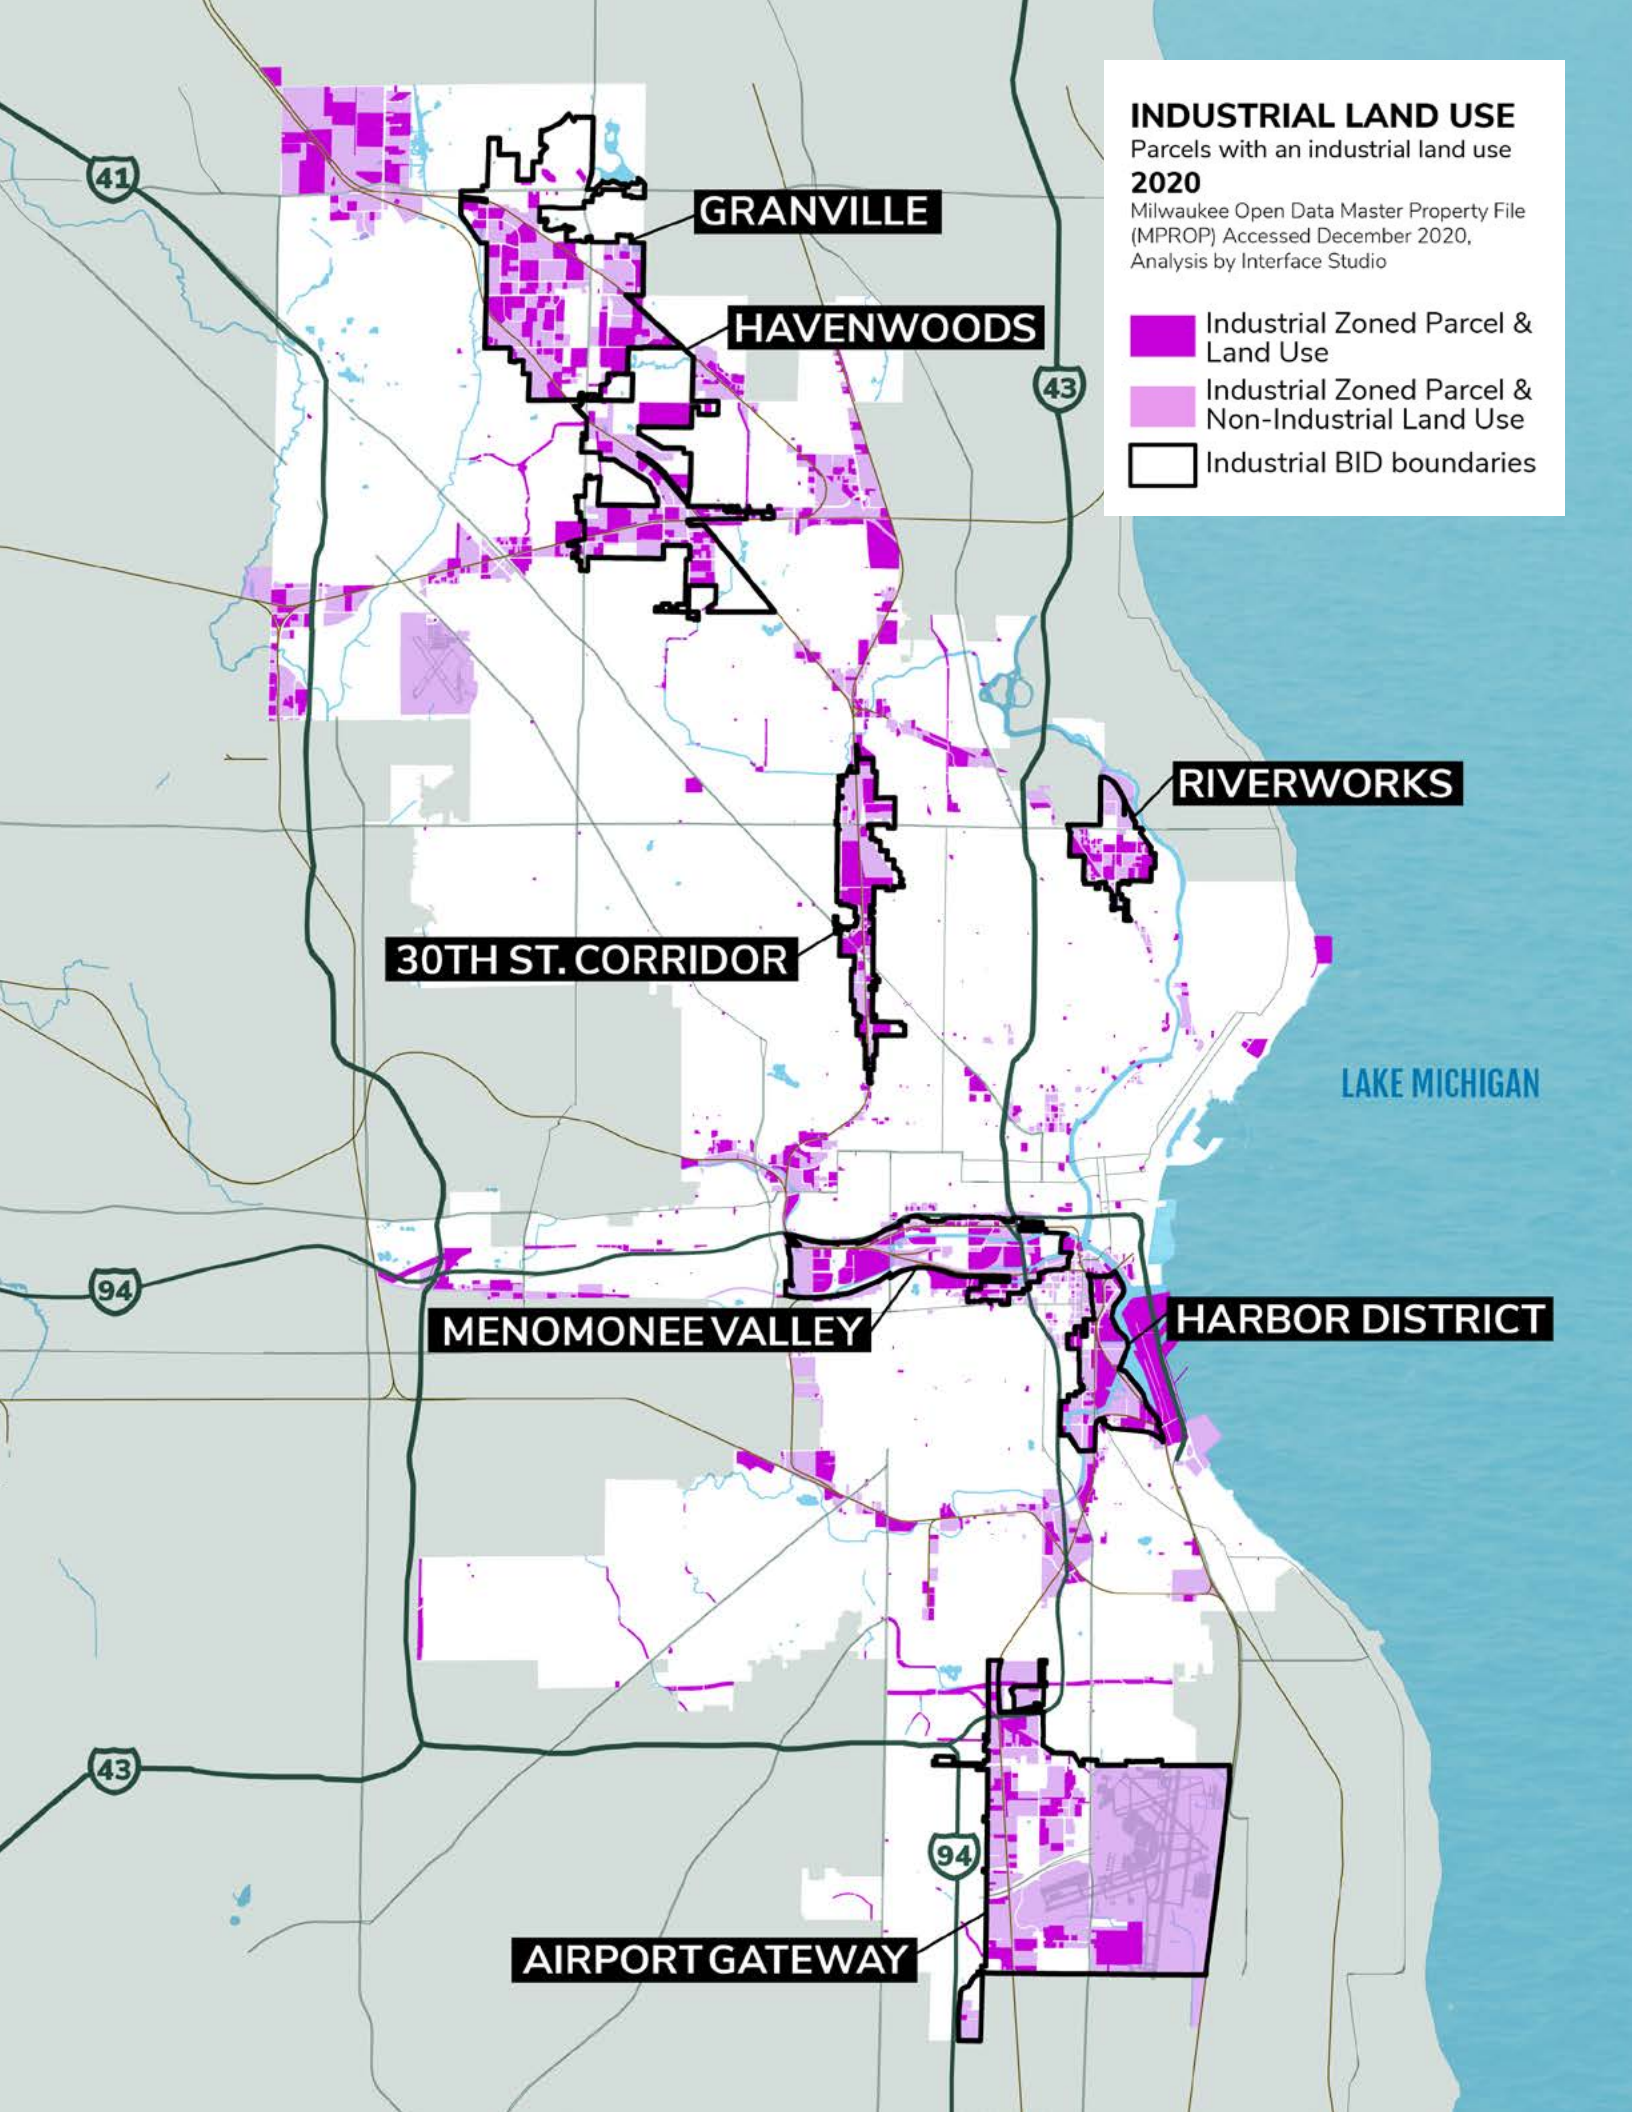 INDUSTRIAL LAND USE
Parcels with an industrial land use
2020
Milwaukee Open Data Master Property File
(MPROP) Accessed December 2020,
Analysis by Interface Studio
Industrial Zoned Parcel &
Land Use
Industrial Zoned Parcel &
Non-Industrial Land Use
Industrial BID boundaries
41
GRANVILLE
HAVENWOODS
43
RIVERWORKS
30TH ST. CORRIDOR
LAKE MICHIGAN
94
MENOMONEE VALLEY
HARBOR DISTRICT
43
94
AIRPORT GATEWAY